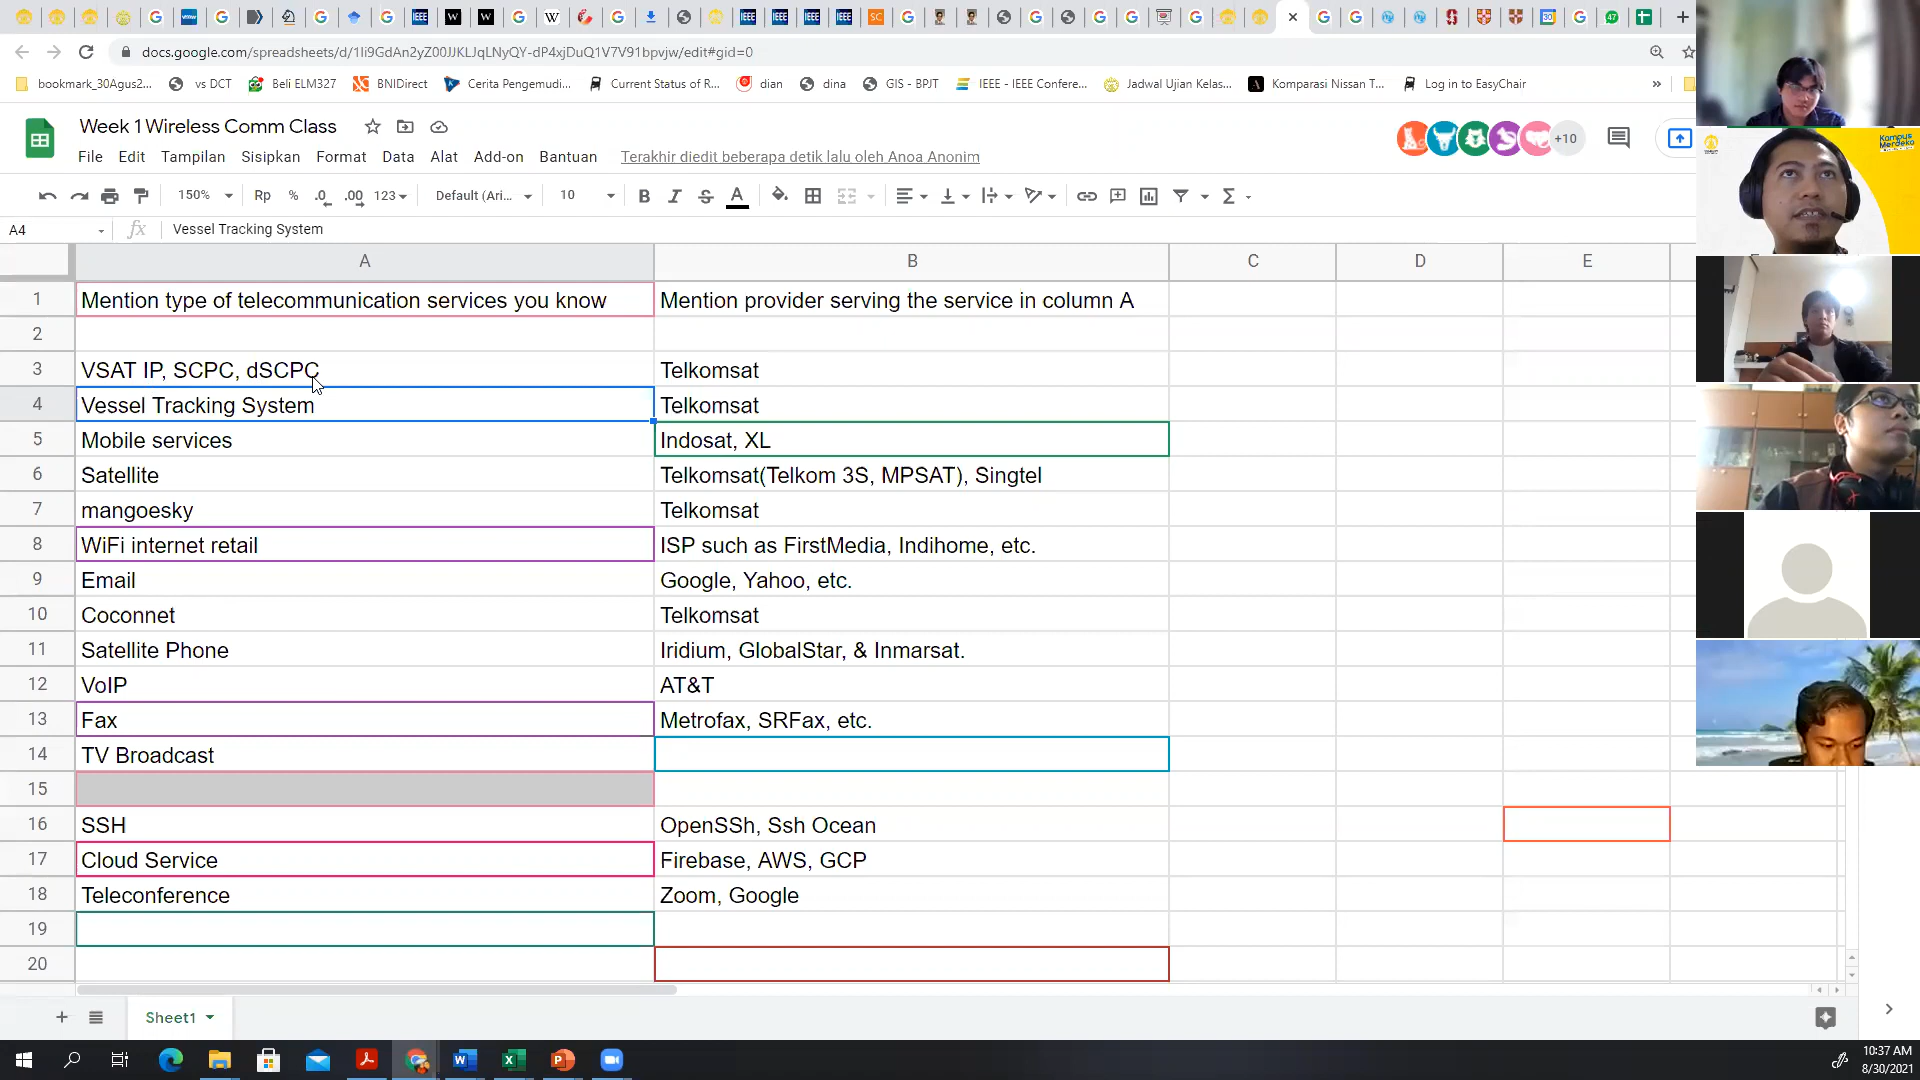 docs.google.com/spreadsheets/d/1Ii9GdAn2yZ00JJKLJqLNyQY-dP4xjDuQ1V7V91bpvjw/edit#gid=0
bookmark_30Agus2... vs DCT Beli ELM327 BNIDirect Cerita Pengemudi... Current Status of R... dian dina GIS - BPJT IEEE - IEEE Confere... Jadwal Ujian Kelas... Komparasi Nissan T... Log in to EasyChair »
Week 1 Wireless Comm Class
File Edit Tampilan Sisipkan Format Data Alat Add-on Bantuan Terakhir diedit beberapa detik lalu oleh Anoa Anonim
+10
150% Rp % .0 .00 123 Default (Ari... 10 B I S A Σ
A4 fx Vessel Tracking System
A B C D E
1 Mention type of telecommunication services you know Mention provider serving the service in column A
2
3 VSAT IP, SCPC, dSCPC Telkomsat
4 Vessel Tracking System Telkomsat
5 Mobile services Indosat, XL
6 Satellite Telkomsat(Telkom 3S, MPSAT), Singtel
7 mangoesky Telkomsat
8 WiFi internet retail ISP such as FirstMedia, Indihome, etc.
9 Email Google, Yahoo, etc.
10 Coconnet Telkomsat
11 Satellite Phone Iridium, GlobalStar, & Inmarsat.
12 VoIP AT&T
13 Fax Metrofax, SRFax, etc.
14 TV Broadcast
15
16 SSH OpenSSh, Ssh Ocean
17 Cloud Service Firebase, AWS, GCP
18 Teleconference Zoom, Google
19
20
Sheet1
10:37 AM
8/30/2021
Kampus
Merdeka